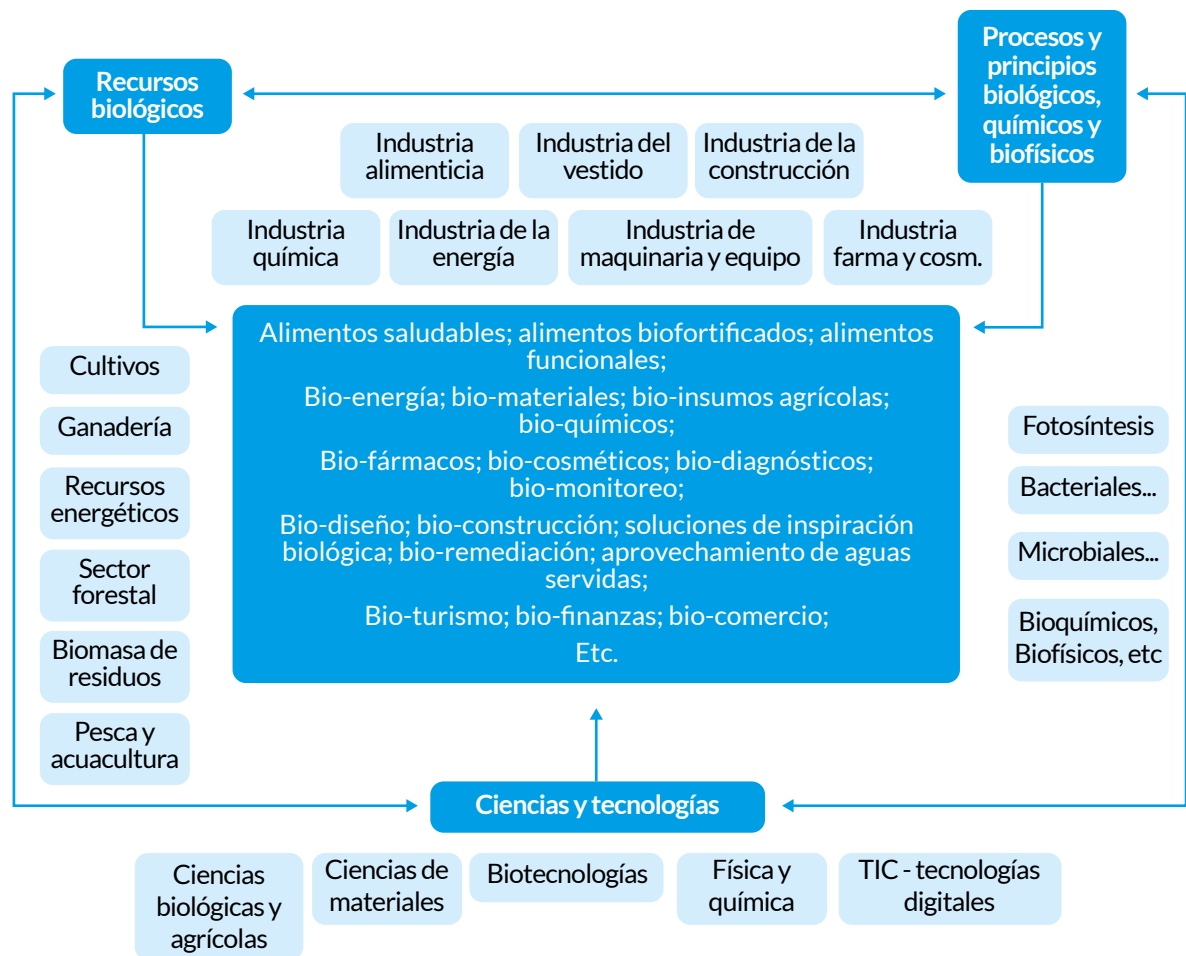 Recursos
biológicos
Procesos y
principios
biológicos,
químicos y
biofísicos
Industria
alimenticia
Industria del
vestido
Industria de la
construcción
Industria
química
Industria de la
energía
Industria de
maquinaria y equipo
Industria
farma y cosm.
Alimentos saludables; alimentos biofortificados; alimentos
funcionales;
Bio-energía; bio-materiales; bio-insumos agrícolas;
bio-químicos;
Bio-fármacos; bio-cosméticos; bio-diagnósticos;
bio-monitoreo;
Bio-diseño; bio-construcción; soluciones de inspiración
biológica; bio-remediación; aprovechamiento de aguas
servidas;
Bio-turismo; bio-finanzas; bio-comercio;
Etc.
Cultivos
Ganadería
Recursos
energéticos
Sector
forestal
Biomasa de
residuos
Pesca y
acuacultura
Fotosíntesis
Bacteriales...
Microbiales...
Bioquímicos,
Biofísicos, etc
Ciencias y tecnologías
Ciencias
biológicas y
agrícolas
Ciencias de
materiales
Biotecnologías
Física y
química
TIC - tecnologías
digitales